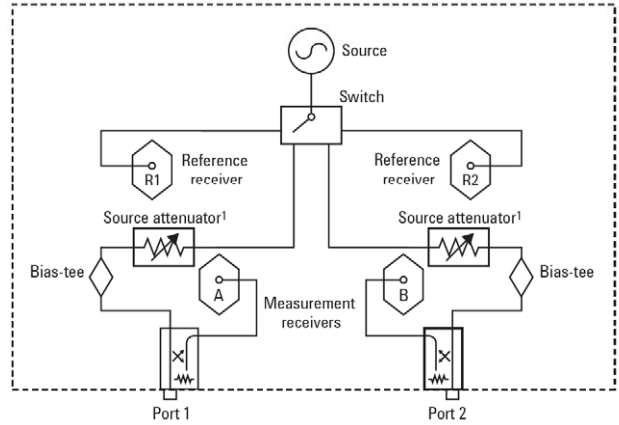 Source
Switch
Reference
receiver
R1
Reference
receiver
R2
Source attenuator1
Source attenuator1
Bias-tee
Bias-tee
A
Measurement
receivers
B
Port 1
Port 2